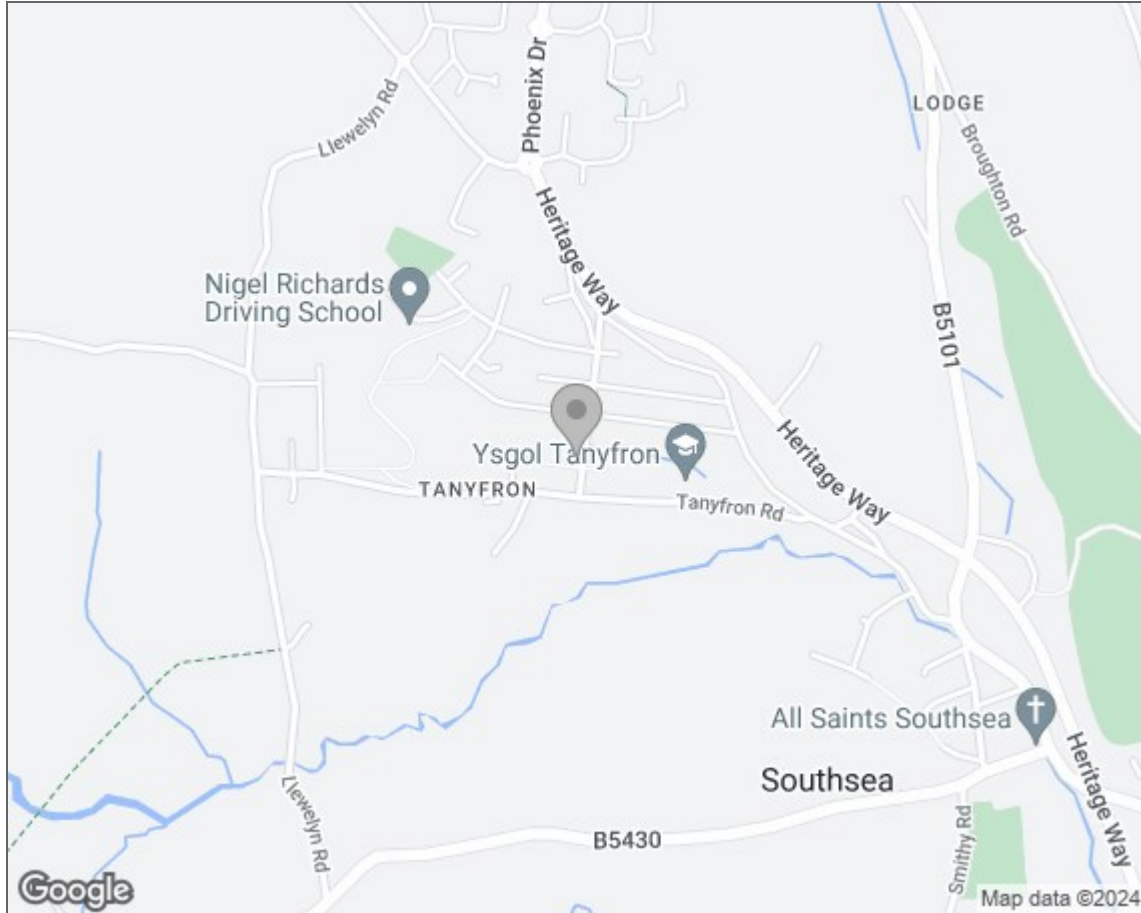 Phoenix Dr
LODGE
Llewelyn Rd
Broughton Rd
Heritage Way
Nigel Richards
Driving School
B5101
Ysgol Tanyfron
Heritage Way
TANYFRON
Tanyfron Rd
All Saints Southsea
Southsea
Heritage Way
Llewelyn Rd
B5430
Smithy Rd
Google
Map data ©2024